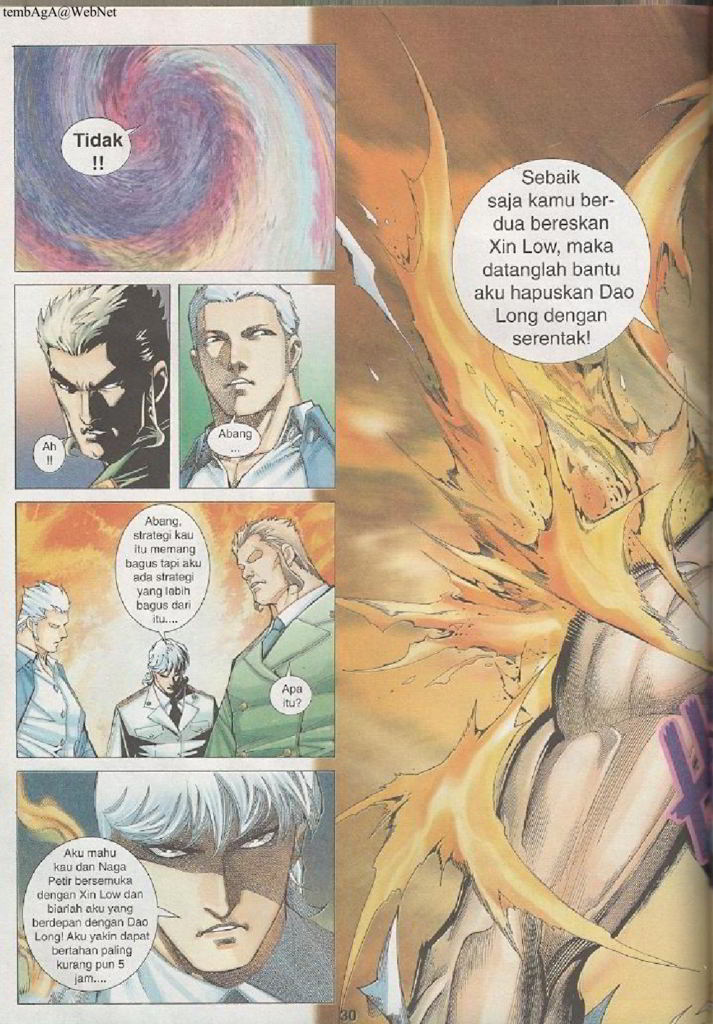 tembAgA@WebNet
Tidak
!!
Ah
!!
Abang
...
Abang,
strategi kau
itu memang
bagus tapi aku
ada strategi
yang lebih
bagus dari
itu....
Apa
itu?
Aku mahu
kau dan Naga
Petir bersemuka
dengan Xin Low dan
biarlah aku yang
berdepan dengan Dao
Long! Aku yakin dapat
bertahan paling
kurang pun 5
jam....
Sebaik
saja kamu ber-
dua bereskan
Xin Low, maka
datanglah bantu
aku hapuskan Dao
Long dengan
serentak!
30